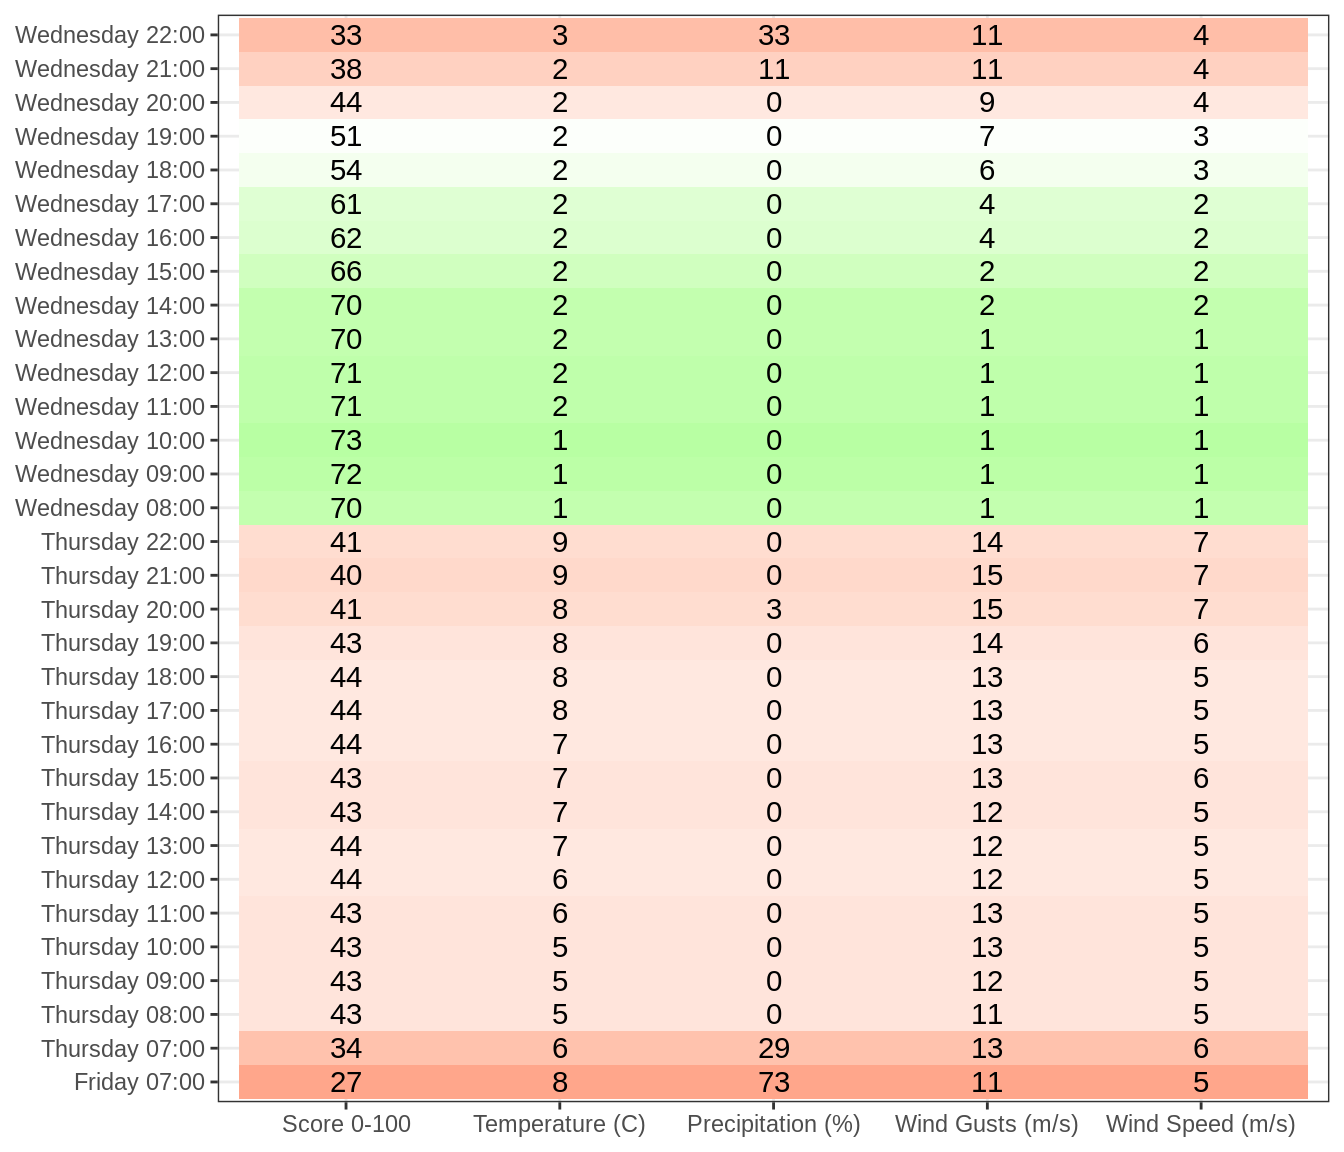 Wednesday 22:00 33 3 33 11 4
Wednesday 21:00 38 2 11 11 4
Wednesday 20:00 44 2 0 9 4
Wednesday 19:00 51 2 0 7 3
Wednesday 18:00 54 2 0 6 3
Wednesday 17:00 61 2 0 4 2
Wednesday 16:00 62 2 0 4 2
Wednesday 15:00 66 2 0 2 2
Wednesday 14:00 70 2 0 2 2
Wednesday 13:00 70 2 0 1 1
Wednesday 12:00 71 2 0 1 1
Wednesday 11:00 71 2 0 1 1
Wednesday 10:00 73 1 0 1 1
Wednesday 09:00 72 1 0 1 1
Wednesday 08:00 70 1 0 1 1
Thursday 22:00 41 9 0 14 7
Thursday 21:00 40 9 0 15 7
Thursday 20:00 41 8 3 15 7
Thursday 19:00 43 8 0 14 6
Thursday 18:00 44 8 0 13 5
Thursday 17:00 44 8 0 13 5
Thursday 16:00 44 7 0 13 5
Thursday 15:00 43 7 0 13 6
Thursday 14:00 43 7 0 12 5
Thursday 13:00 44 7 0 12 5
Thursday 12:00 44 6 0 12 5
Thursday 11:00 43 6 0 13 5
Thursday 10:00 43 5 0 13 5
Thursday 09:00 43 5 0 12 5
Thursday 08:00 43 5 0 11 5
Thursday 07:00 34 6 29 13 6
Friday 07:00 27 8 73 11 5
Score 0-100 Temperature (C) Precipitation (%) Wind Gusts (m/s) Wind Speed (m/s)